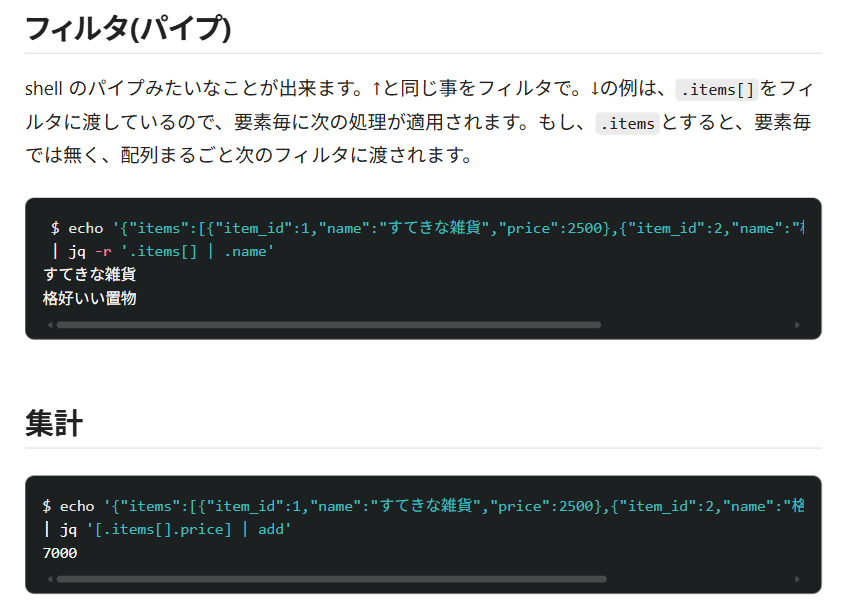 フィルタ(パイプ)
shell のパイプみたいなことが出来ます。↑と同じ事をフィルタで。↓の例は、 .items[] をフィ
ルタに渡しているので、要素毎に次の処理が適用されます。もし、 .items とすると、要素毎
では無く、配列まるごと次のフィルタに渡されます。
$ echo '{"items":[{"item_id":1,"name":"すてきな雑貨","price":2500},{"item_id":2,"name":"
| jq -r '.items[] | .name'
すてきな雑貨
格好いい置物
集計
$ echo '{"items":[{"item_id":1,"name":"すてきな雑貨","price":2500},{"item_id":2,"name":"格
| jq '[.items[].price] | add'
7000